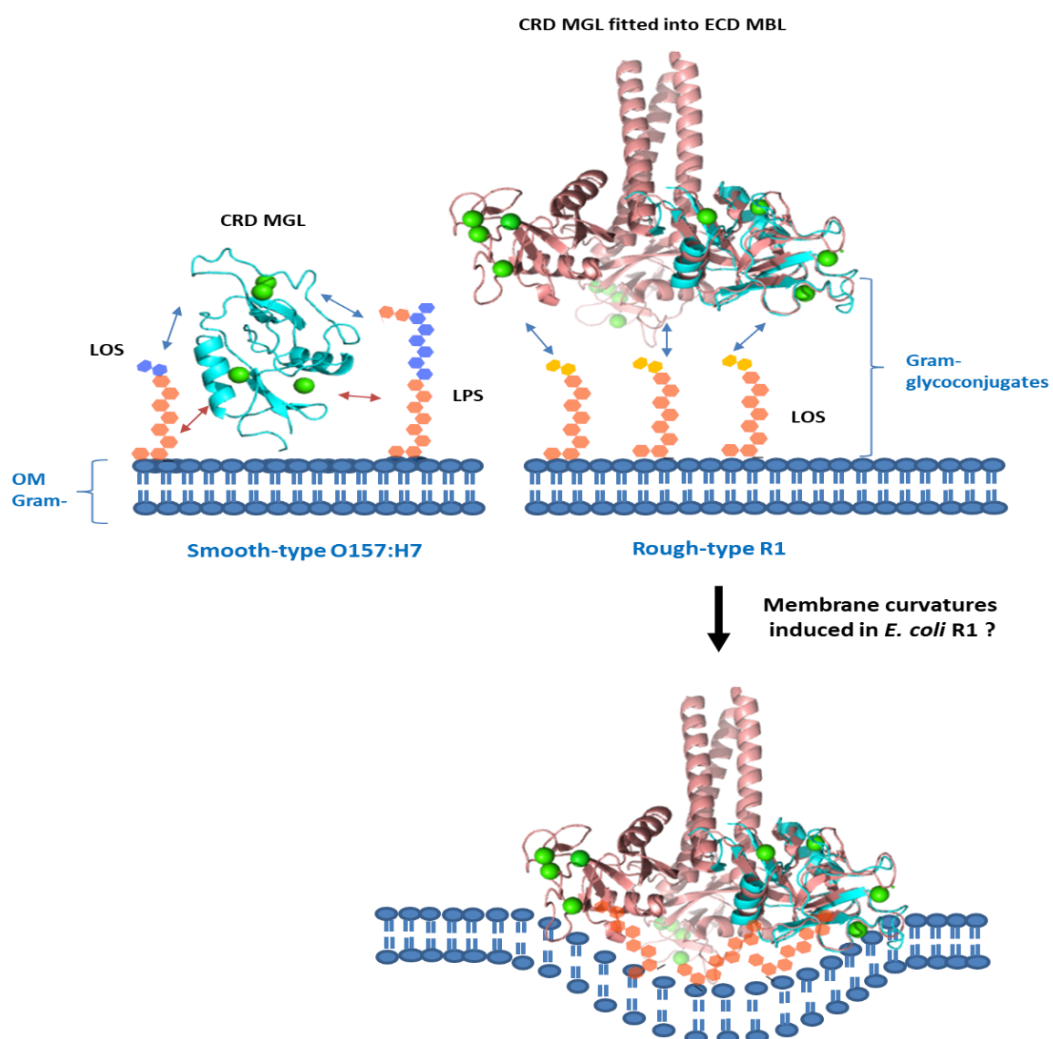 CRD MGL fitted into ECD MBL
CRD MGL
LOS
LPS
LOS
Gram-
glycoconjugates
OM
Gram-
Smooth-type O157:H7
Rough-type R1
Membrane curvatures
induced in E. coli R1 ?